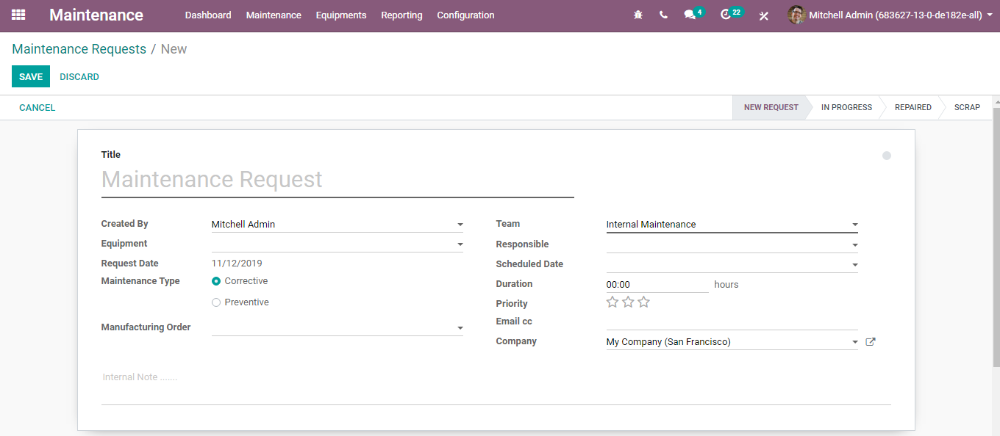 Maintenance Dashboard Maintenance Equipments Reporting Configuration 4 22 Mitchell Admin (683627-13-0-de182e-all)
Maintenance Requests / New
SAVE DISCARD
CANCEL NEW REQUEST IN PROGRESS REPAIRED SCRAP
Title
Maintenance Request
Created By Mitchell Admin
Equipment
Request Date 11/12/2019
Maintenance Type Corrective
Preventive
Manufacturing Order
Team Internal Maintenance
Responsible
Scheduled Date
Duration 00:00 hours
Priority
Email cc
Company My Company (San Francisco)
Internal Note .......